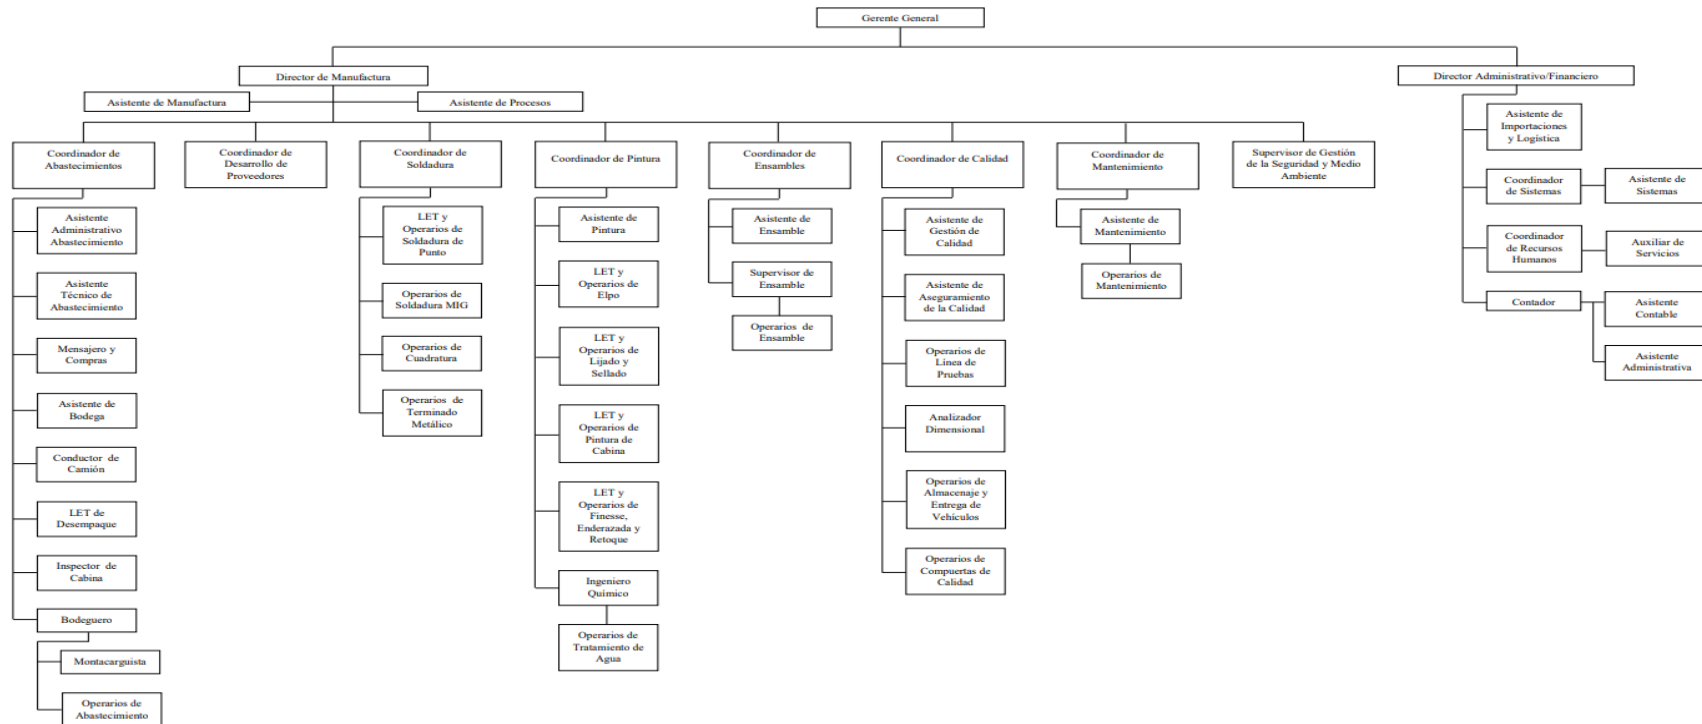 Gerente General
Director de Manufactura
Director Administrativo/Financiero
Asistente de Manufactura
Asistente de Procesos
Coordinador de
Abastecimientos
Coordinador de
Desarrollo de
Proveedores
Coordinador de
Soldadura
Coordinador de Pintura
Coordinador de
Ensambles
Coordinador de Calidad
Coordinador de
Mantenimiento
Supervisor de Gestión
de la Seguridad y Medio
Ambiente
Asistente
Administrativo
Abastecimiento
Asistente
Técnico de
Abastecimiento
Mensajero y
Compras
Asistente de
Bodega
Conductor de
Camión
LET de
Desempaque
Inspector de
Cabina
Bodeguero
Montacarguista
Operarios de
Abastecimiento
LET y
Operarios de
Soldadura de
Punto
Operarios de
Soldadura MIG
Operarios de
Cuadratura
Operarios de
Terminado
Metálico
Asistente de
Pintura
LET y
Operarios de
Elpo
LET y
Operarios de
Lijado y
Sellado
LET y
Operarios de
Pintura de
Cabina
LET y
Operarios de
Finesse,
Enderazada y
Retoque
Ingeniero
Químico
Operarios de
Tratamiento de
Agua
Asistente de
Ensamble
Supervisor de
Ensamble
Operarios de
Ensamble
Asistente de
Gestión de
Calidad
Asistente de
Aseguramiento
de la Calidad
Operarios de
Línea de
Pruebas
Analizador
Dimensional
Operarios de
Almacenaje y
Entrega de
Vehículos
Operarios de
Compuertas de
Calidad
Asistente de
Mantenimiento
Operarios de
Mantenimiento
Asistente de
Importaciones
y Logística
Coordinador
de Sistemas
Asistente de
Sistemas
Coordinador
de Recursos
Humanos
Auxiliar de
Servicios
Contador
Asistente
Contable
Asistente
Administrativa